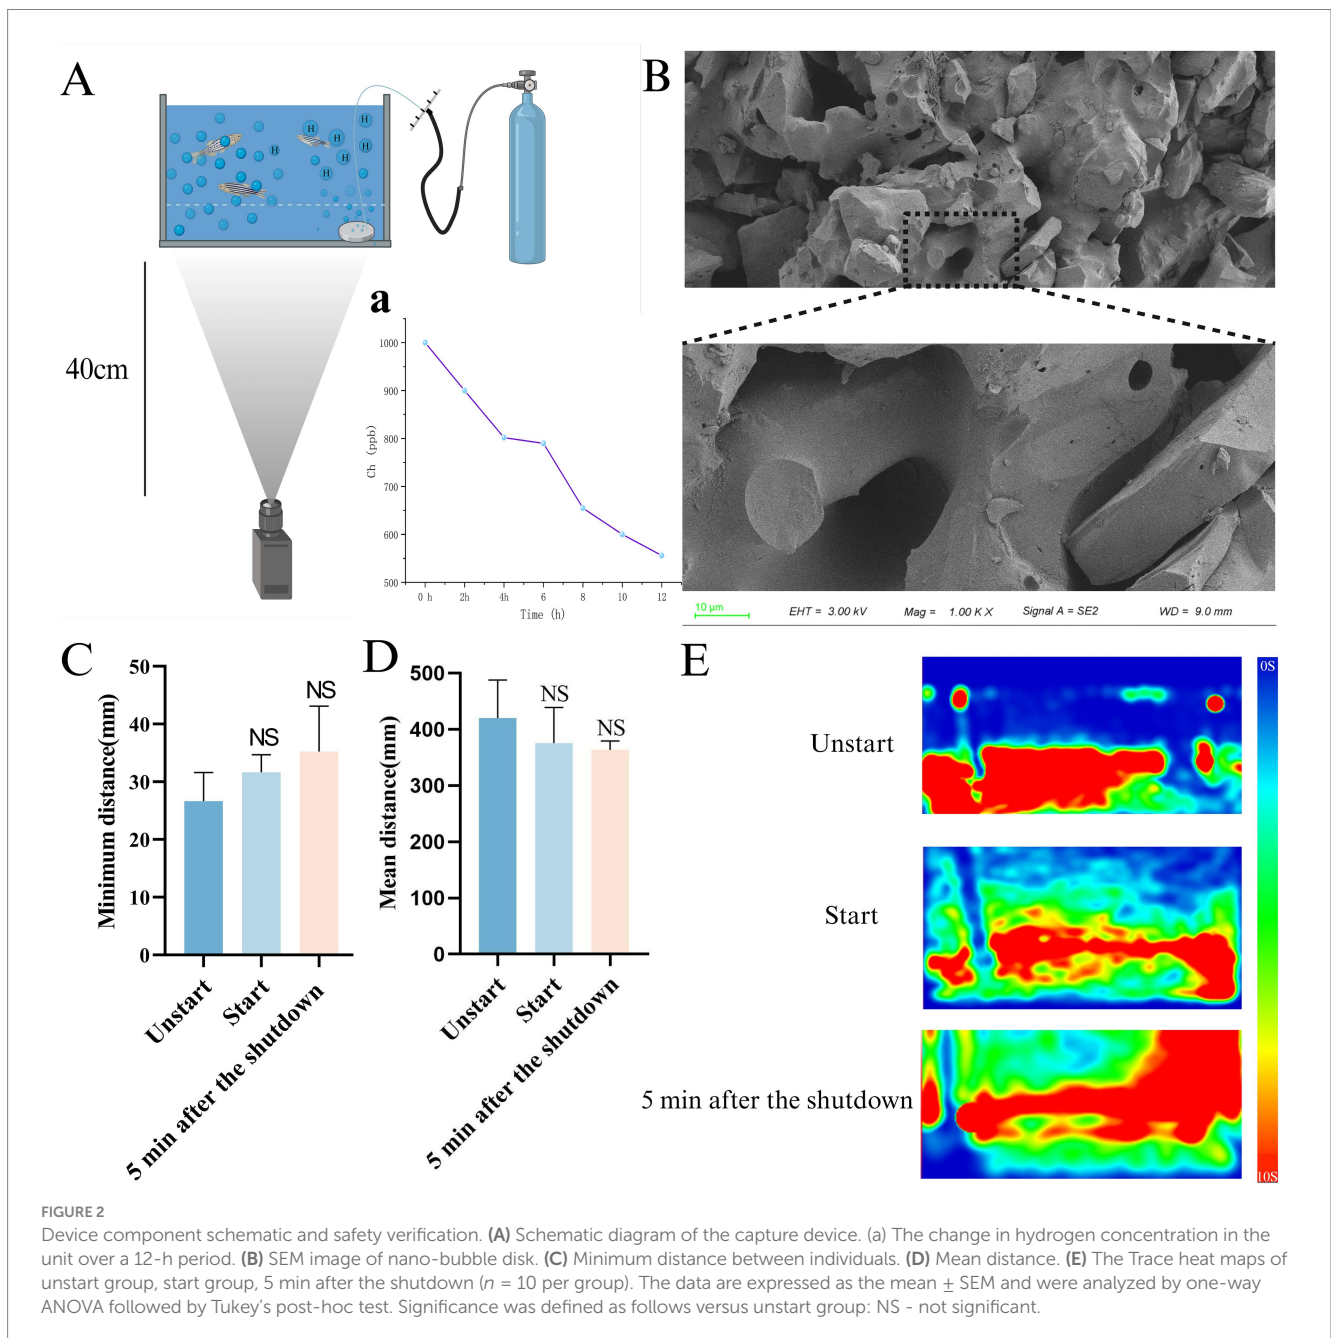 A
H
H
H
H
H
H
H
40cm
a
1000
900
800
700
600
500
Ch (ppb)
0 h
2h
4h
6
8
10
12
Time (h)
B
10 µm
EHT = 3.00 kV
Mag = 1.00 K X
Signal A = SE2
WD = 9.0 mm
C
50
40
30
20
10
0
Minimum distance(mm)
NS
NS
Unstart
Start
5 min after the shutdown
D
500
400
300
200
100
0
Mean distance(mm)
NS
NS
Unstart
Start
5 min after the shutdown
E
Unstart
Start
5 min after the shutdown
0S
10S
FIGURE 2
Device component schematic and safety verification. (A) Schematic diagram of the capture device. (a) The change in hydrogen concentration in the
unit over a 12-h period. (B) SEM image of nano-bubble disk. (C) Minimum distance between individuals. (D) Mean distance. (E) The Trace heat maps of
unstart group, start group, 5 min after the shutdown (n = 10 per group). The data are expressed as the mean ± SEM and were analyzed by one-way
ANOVA followed by Tukey’s post-hoc test. Significance was defined as follows versus unstart group: NS - not significant.